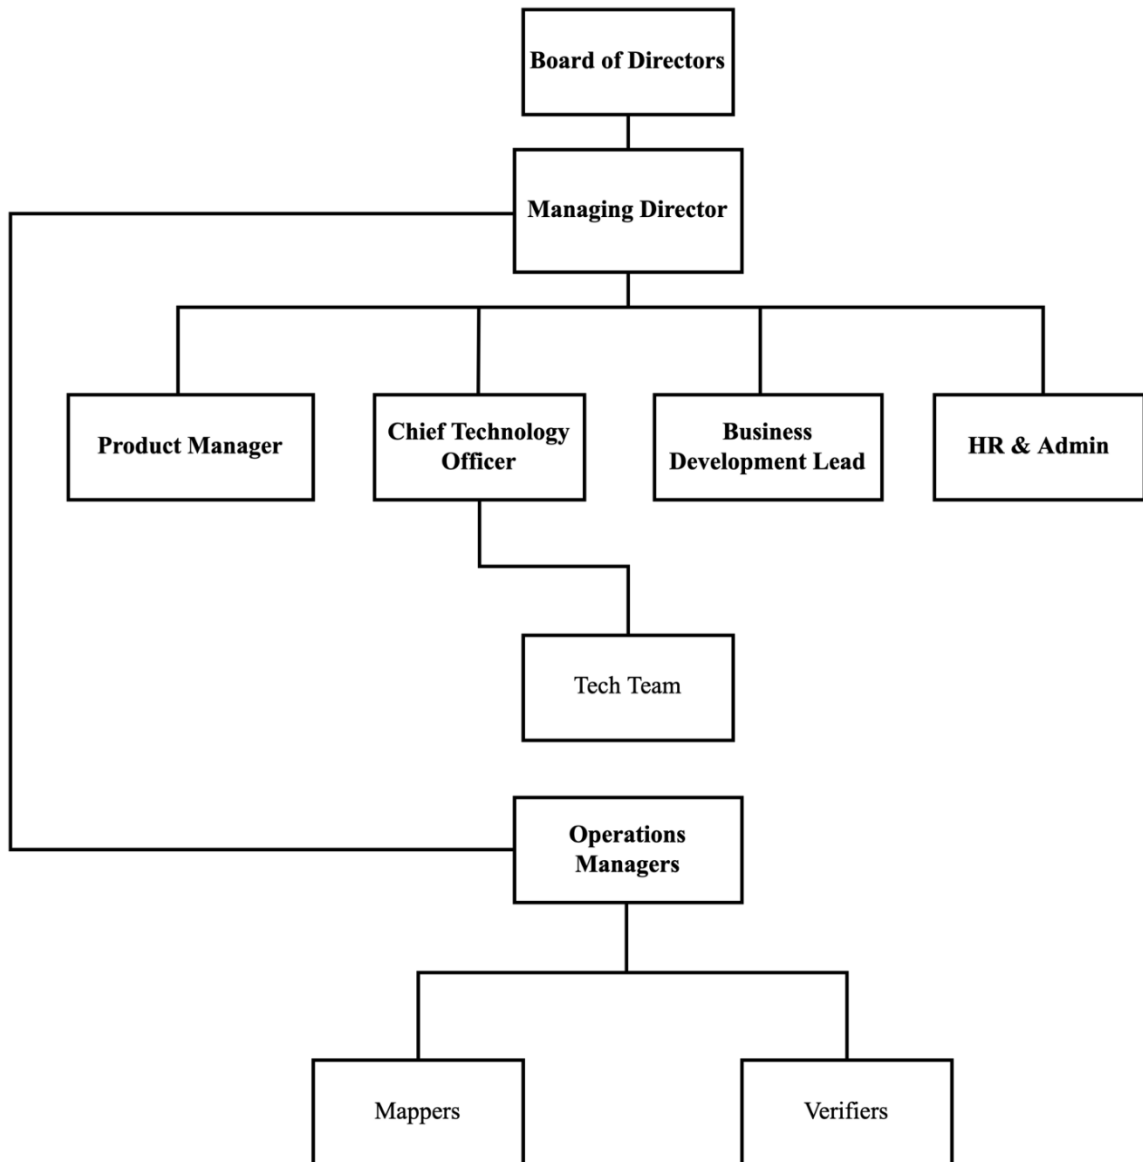 Board of Directors
Managing Director
Product Manager
Chief Technology
Officer
Business
Development Lead
HR & Admin
Tech Team
Operations
Managers
Mappers
Verifiers